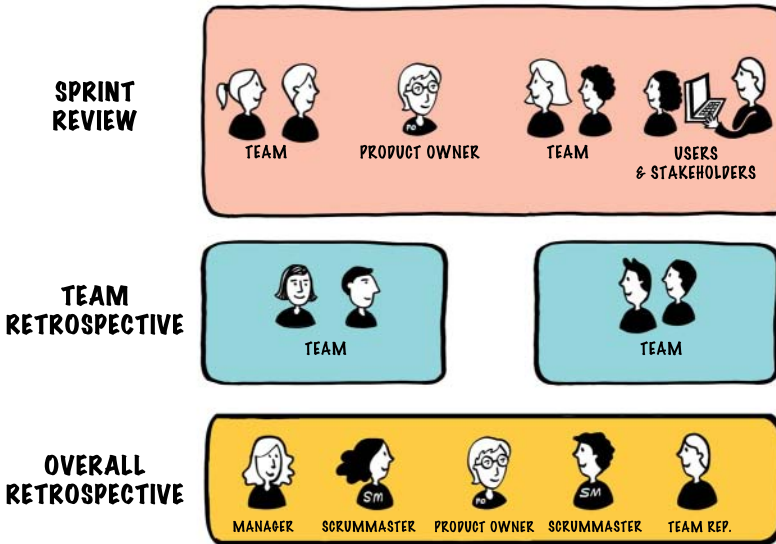 SPRINT
REVIEW
PO
TEAM
PRODUCT OWNER
TEAM
USERS
& STAKEHOLDERS
TEAM
RETROSPECTIVE
TEAM
TEAM
OVERALL
RETROSPECTIVE
SM
PO
SM
MANAGER
SCRUMMASTER
PRODUCT OWNER
SCRUMMASTER
TEAM REP.